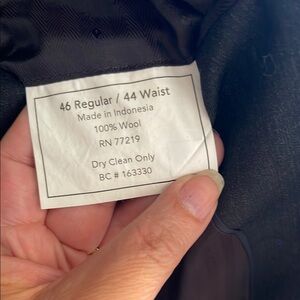 46 Regular / 44 Waist
Made in Indonesia
100% Wool
RN 77219
Dry Clean Only
BC # 163330